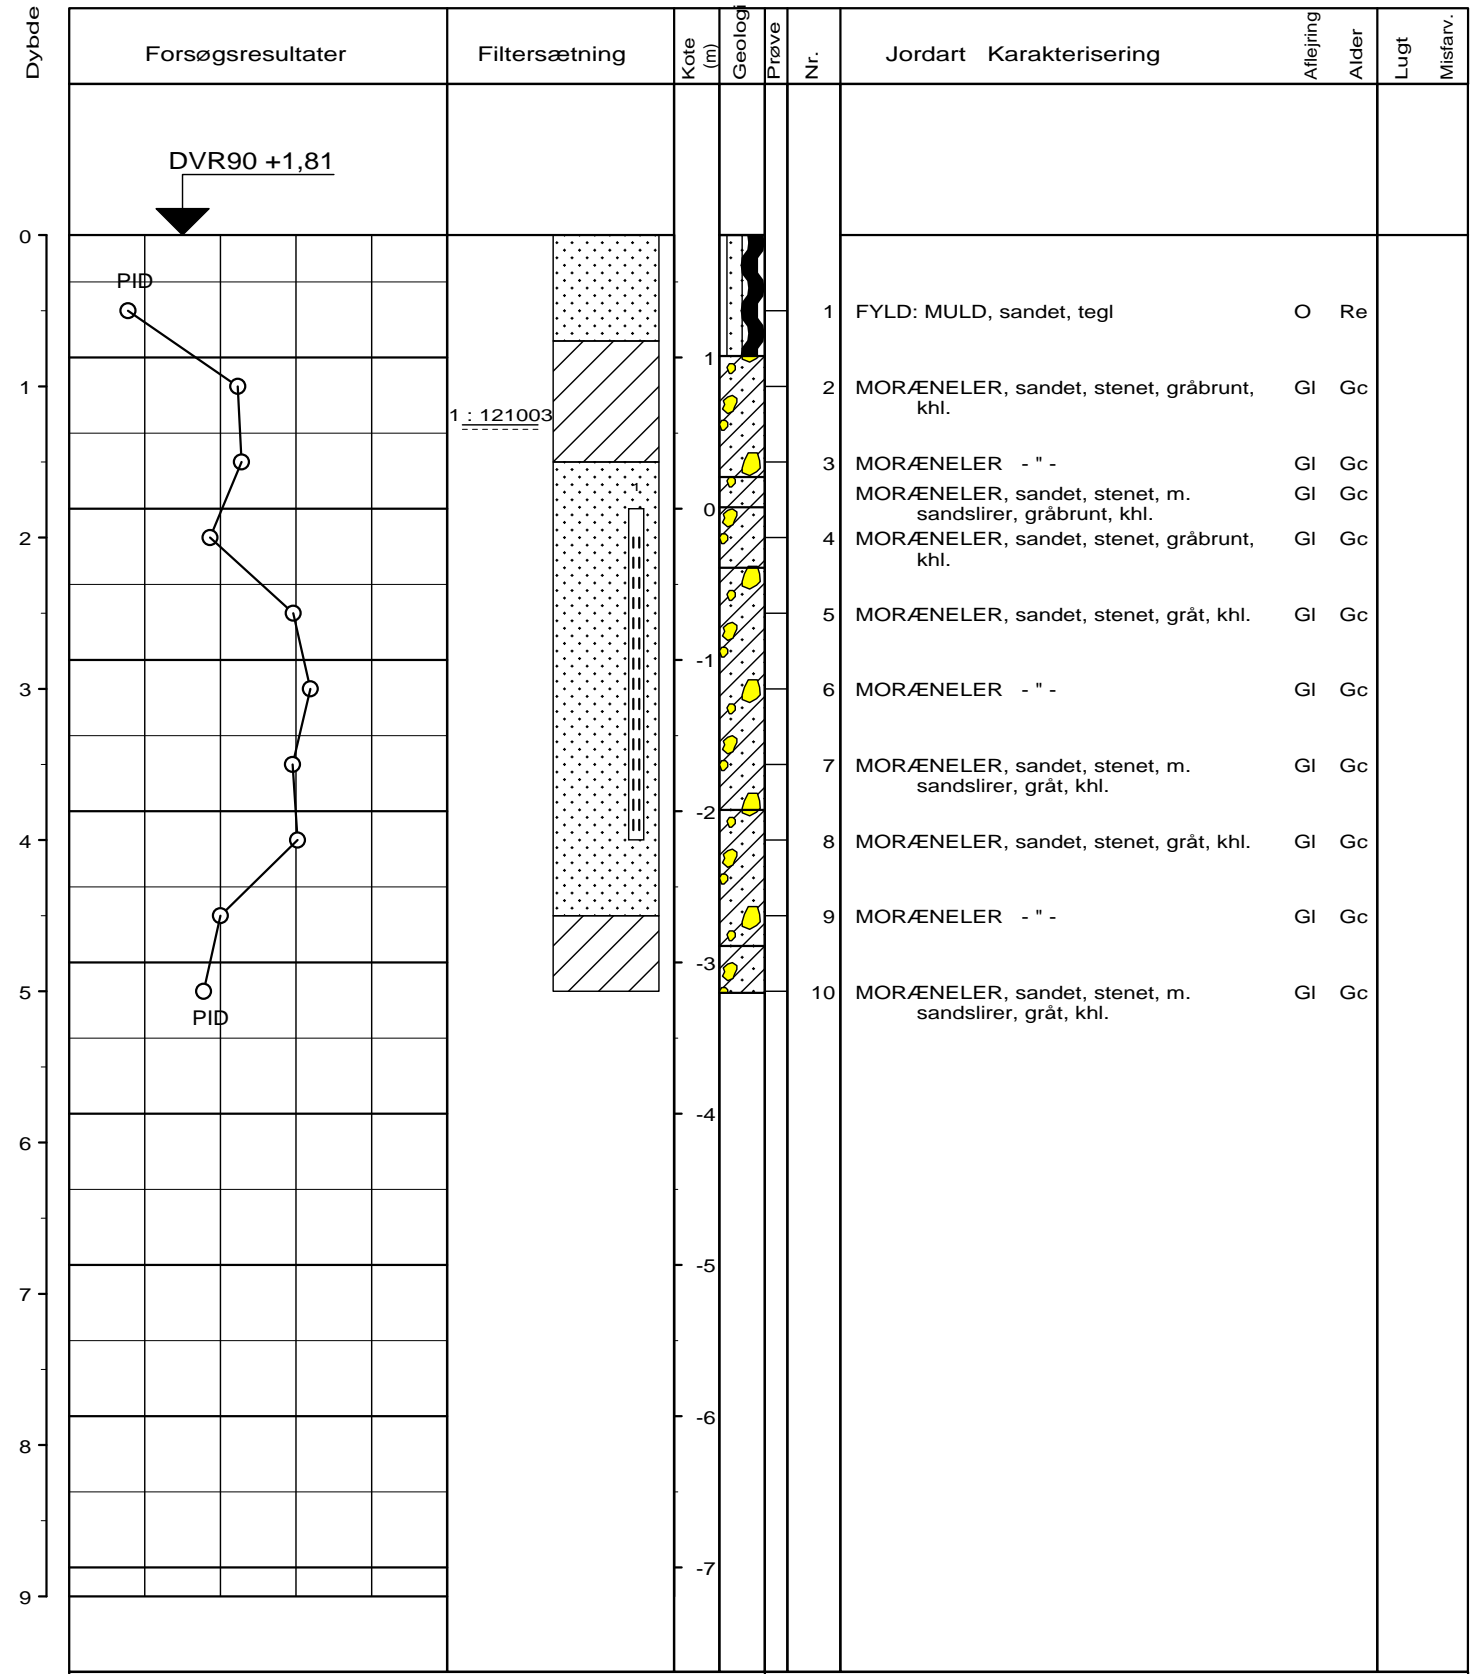 Dybde
Forsøgsresultater
Filtersætning
Kote
(m)
Geologi
Prøve
Nr.
Jordart Karakterisering
Aflejring
Alder
Lugt
Misfarv.
DVR90 +1,81
0
PID
1 FYLD: MULD, sandet, tegl O Re
1
1
2 MORÆNELER, sandet, stenet, gråbrunt, Gl Gc
khl.
1 : 121003
3 MORÆNELER - " - Gl Gc
1
MORÆNELER, sandet, stenet, m. Gl Gc
sandslirer, gråbrunt, khl.
0
2
4 MORÆNELER, sandet, stenet, gråbrunt, Gl Gc
khl.
5 MORÆNELER, sandet, stenet, gråt, khl. Gl Gc
-1
3
6 MORÆNELER - " - Gl Gc
7 MORÆNELER, sandet, stenet, m. Gl Gc
sandslirer, gråt, khl.
-2
4
8 MORÆNELER, sandet, stenet, gråt, khl. Gl Gc
9 MORÆNELER - " - Gl Gc
-3
5
10 MORÆNELER, sandet, stenet, m. Gl Gc
sandslirer, gråt, khl.
PID
-4
6
-5
7
-6
8
-7
9